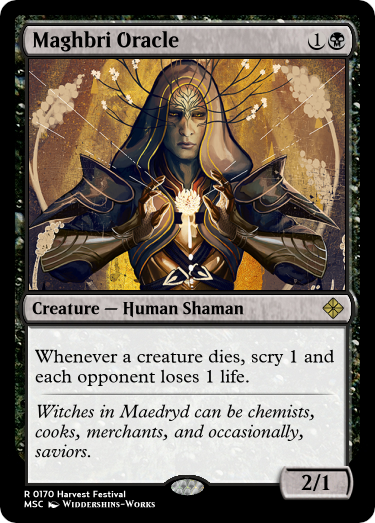 Maghbri Oracle 1
Creature — Human Shaman
Whenever a creature dies, scry 1 and
each opponent loses 1 life.
Witches in Maedryd can be chemists,
cooks, merchants, and occasionally,
saviors.
2/1
R 0170 Harvest Festival
MSC Widdershins-Works